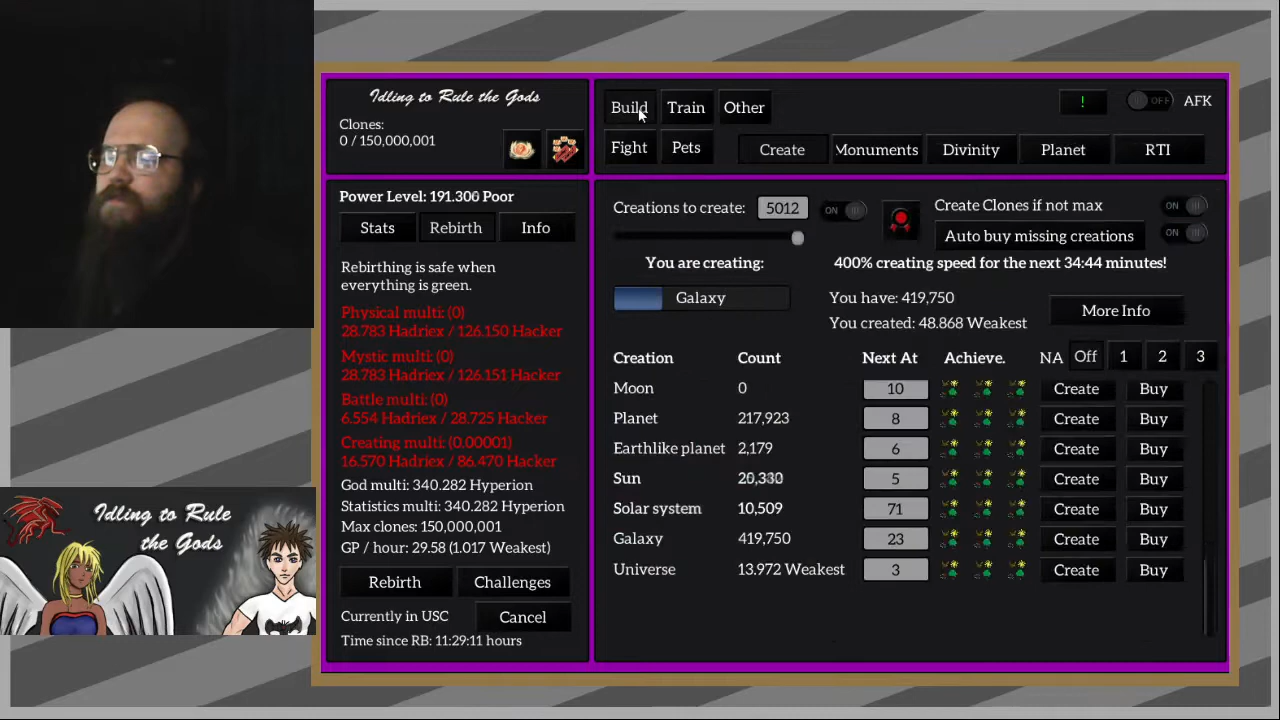 Idling to Rule the Gods
Clones:
0 / 150,000,001
Build
Train
Other
!
OFF
AFK
Fight
Pets
Create
Monuments
Divinity
Planet
RTI
Power Level: 191.300 Poor
Stats
Rebirth
Info
Rebirthing is safe when
everything is green.
Physical multi: (0)
28.783 Hadriex / 126.150 Hacker
Mystic multi: (0)
28.783 Hadriex / 126.151 Hacker
Battle multi: (0)
6.554 Hadriex / 28.725 Hacker
Creating multi: (0.00001)
16.570 Hadriex / 86.470 Hacker
God multi: 340.282 Hyperion
Statistics multi: 340.282 Hyperion
Max clones: 150,000,001
GP / hour: 29.58 (1.017 Weakest)
Rebirth
Challenges
Currently in USC
Cancel
Time since RB: 11:29:11 hours
Creations to create:
5012
ON
Create Clones if not max
ON
Auto buy missing creations
ON
You are creating:
400% creating speed for the next 34:44 minutes!
Galaxy
You have: 419,750
You created: 48.868 Weakest
More Info
Creation Count Next At Achieve. NA Off 1 2 3
Moon 0 10 Create Buy
Planet 217,923 8 Create Buy
Earthlike planet 2,179 6 Create Buy
Sun 5 Create Buy
Solar system 10,509 71 Create Buy
Galaxy 419,750 23 Create Buy
Universe 13.972 Weakest 3 Create Buy
Idling to Rule
the Gods